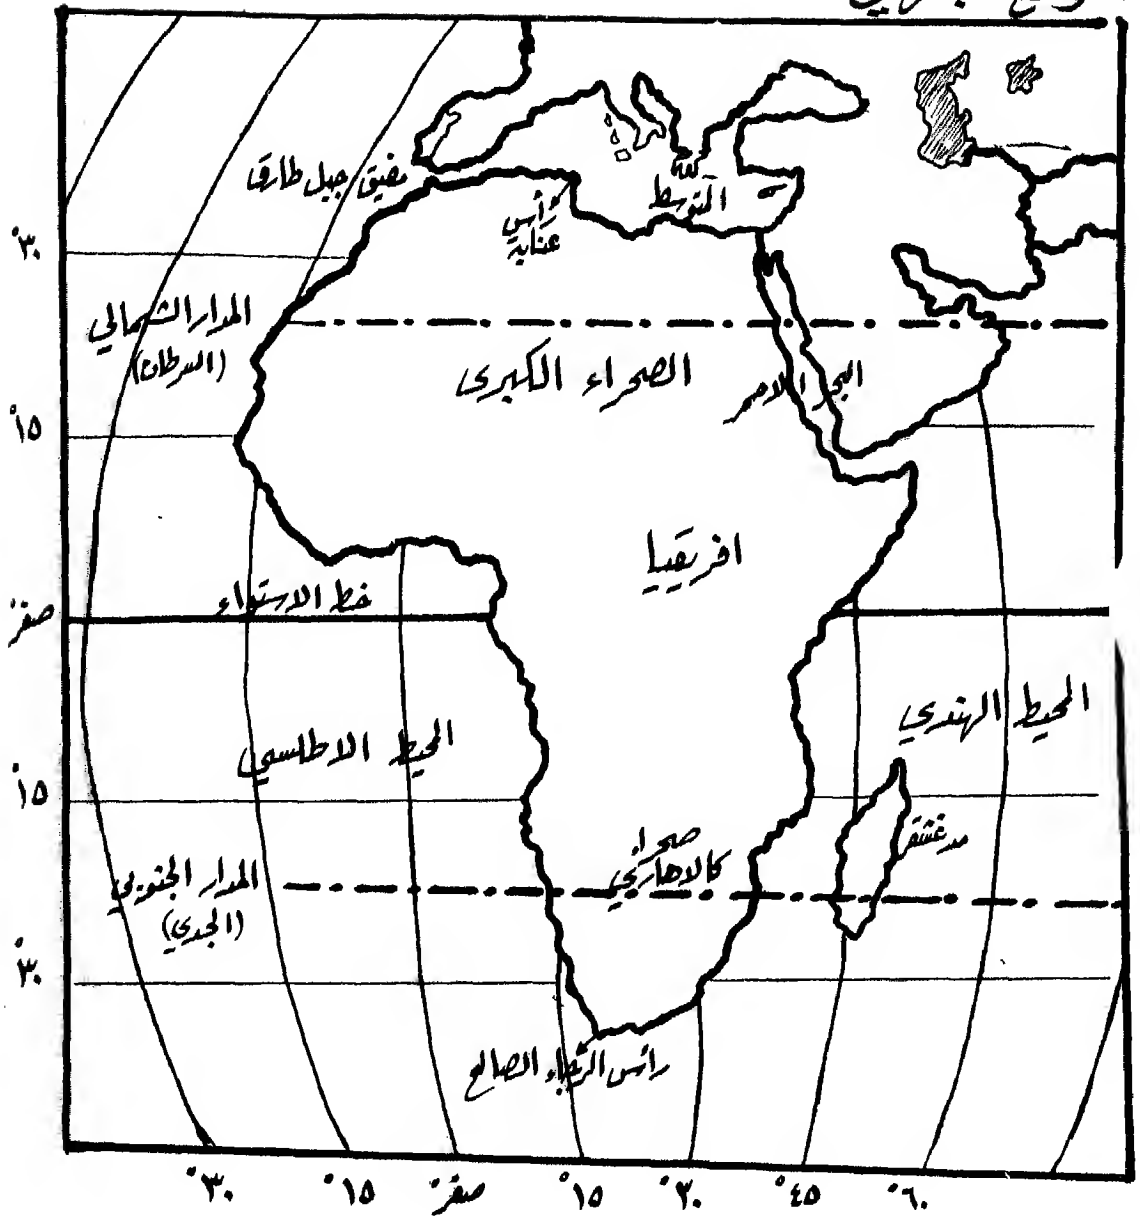 مضيق جبل طارق
المتوسط
رأس
عنابة
°٣٠
المدار الشمالي
(السرطان)
الصحراء الكبرى
البحر الاحمر
°١٥
افريقيا
خط الاستواء
صفر°
المحيط الهندي
المحيط الاطلسي
°١٥
مدغشقر
صحراء
كالاهاري
المدار الجنوبي
(الجدي)
°٣٠
رأس الرجاء الصالح
°٣٠ °١٥ صفر° °١٥ °٣٠ °٤٥ °٦٠